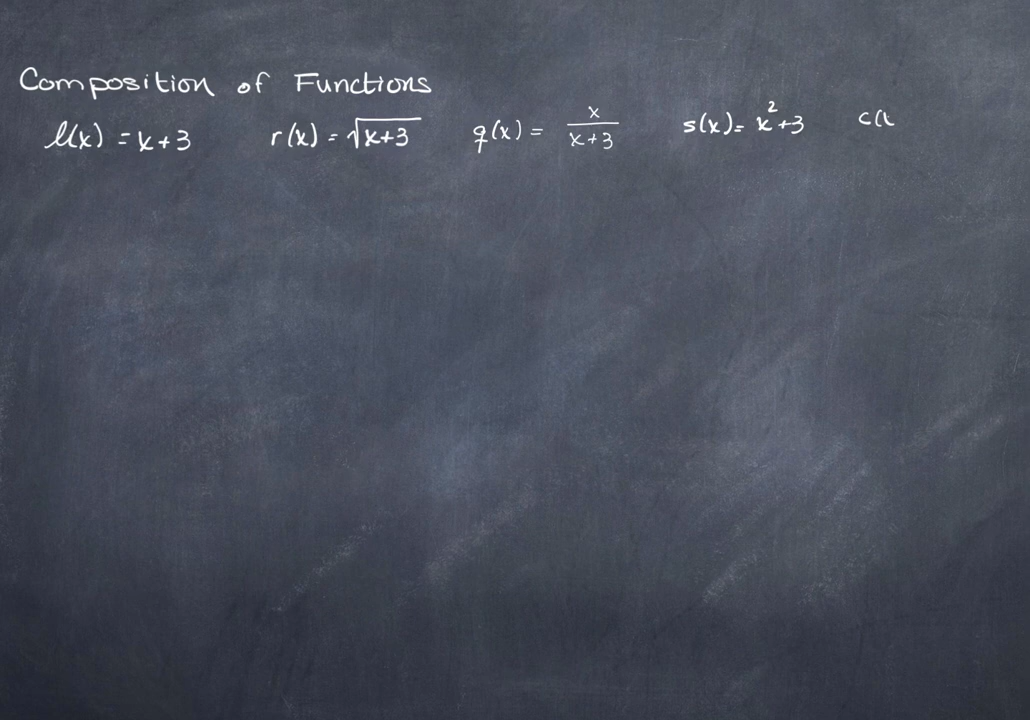 Composition of Functions
l(x) = x+3 r(x) = √(x+3) q(x) = x/(x+3) s(x) = x²+3 c(